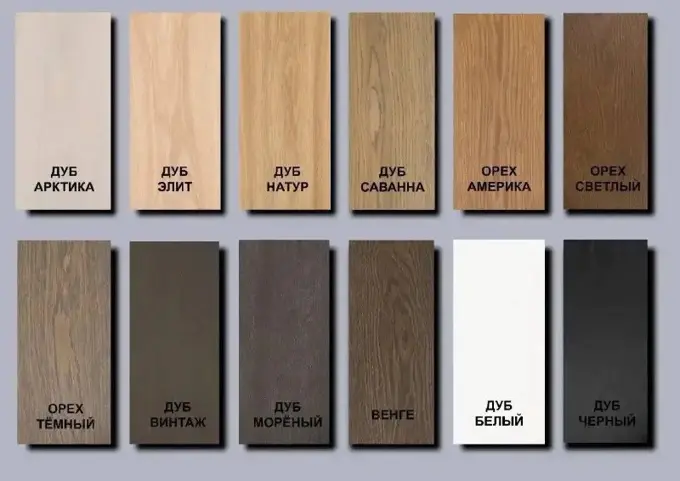 ДУБ
АРКТИКА
ДУБ
ЭЛИТ
ДУБ
НАТУР
ДУБ
САВАННА
ОРЕХ
АМЕРИКА
ОРЕХ
СВЕТЛЫЙ
ОРЕХ
ТЁМНЫЙ
ДУБ
ВИНТАЖ
ДУБ
МОРЁНЫЙ
ВЕНГЕ
ДУБ
БЕЛЫЙ
ДУБ
ЧЕРНЫЙ